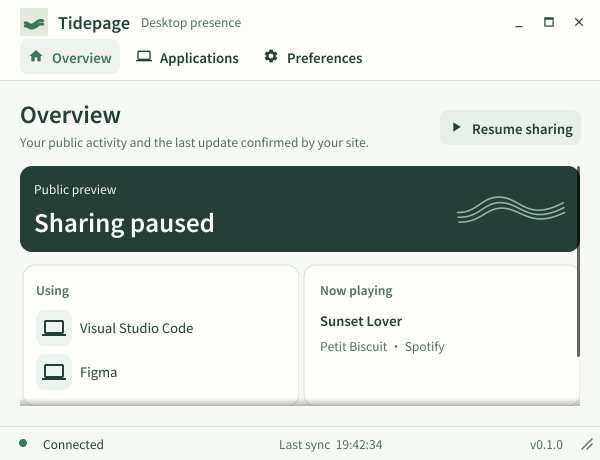 Tidepage Desktop presence
Overview Applications Preferences
Overview
Your public activity and the last update confirmed by your site.
Resume sharing
Public preview
Sharing paused
Using
Visual Studio Code
Figma
Now playing
Sunset Lover
Petit Biscuit • Spotify
Connected Last sync 19:42:34 v0.1.0